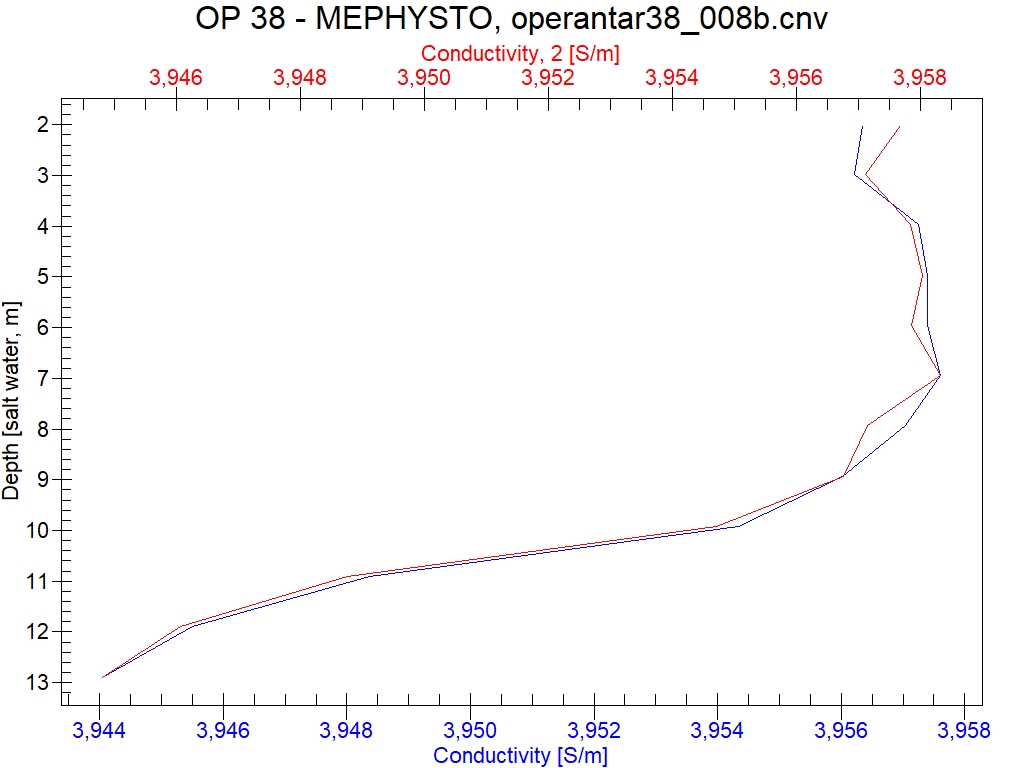 OP 38 - MEPHYSTO, operantar38_008b.cnv
Conductivity, 2 [S/m]
3,946 3,948 3,950 3,952 3,954 3,956 3,958
Depth [salt water, m]
2
3
4
5
6
7
8
9
10
11
12
13
3,944 3,946 3,948 3,950 3,952 3,954 3,956 3,958
Conductivity [S/m]